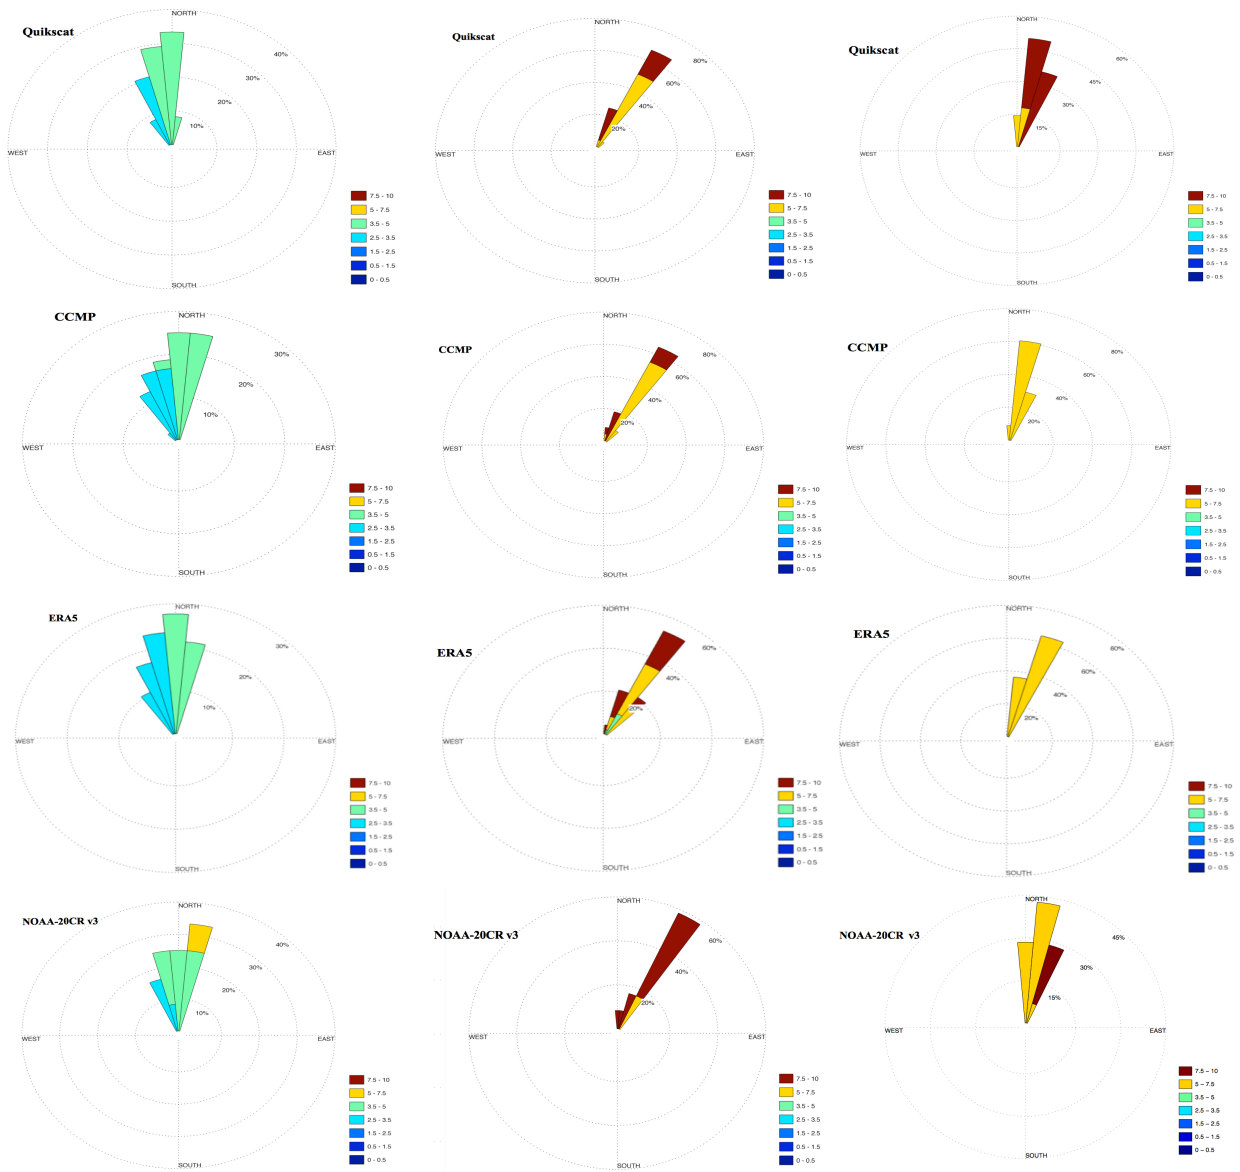 Quikscat
NORTH
40%
30%
20%
10%
WEST
EAST
SOUTH
7.5 - 10
5 - 7.5
3.5 - 5
2.5 - 3.5
1.5 - 2.5
0.5 - 1.5
0 - 0.5
Quikscat
NORTH
80%
60%
40%
20%
WEST
EAST
SOUTH
7.5 - 10
5 - 7.5
3.5 - 5
2.5 - 3.5
1.5 - 2.5
0.5 - 1.5
0 - 0.5
Quikscat
NORTH
60%
45%
30%
15%
WEST
EAST
SOUTH
7.5 - 10
5 - 7.5
3.5 - 5
2.5 - 3.5
1.5 - 2.5
0.5 - 1.5
0 - 0.5
CCMP
NORTH
30%
20%
10%
WEST
EAST
SOUTH
7.5 - 10
5 - 7.5
3.5 - 5
2.5 - 3.5
1.5 - 2.5
0.5 - 1.5
0 - 0.5
CCMP
NORTH
80%
60%
40%
20%
WEST
EAST
SOUTH
7.5 - 10
5 - 7.5
3.5 - 5
2.5 - 3.5
1.5 - 2.5
0.5 - 1.5
0 - 0.5
CCMP
NORTH
80%
60%
40%
20%
WEST
EAST
SOUTH
7.5 - 10
5 - 7.5
3.5 - 5
2.5 - 3.5
1.5 - 2.5
0.5 - 1.5
0 - 0.5
ERA5
NORTH
30%
20%
10%
WEST
EAST
SOUTH
7.5 - 10
5 - 7.5
3.5 - 5
2.5 - 3.5
1.5 - 2.5
0.5 - 1.5
0 - 0.5
ERA5
NORTH
60%
40%
20%
WEST
EAST
SOUTH
7.5 - 10
5 - 7.5
3.5 - 5
2.5 - 3.5
1.5 - 2.5
0.5 - 1.5
0 - 0.5
ERA5
NORTH
80%
60%
40%
20%
WEST
EAST
SOUTH
7.5 - 10
5 - 7.5
3.5 - 5
2.5 - 3.5
1.5 - 2.5
0.5 - 1.5
0 - 0.5
NOAA-20CR v3
NORTH
40%
30%
20%
10%
WEST
EAST
SOUTH
7.5 - 10
5 - 7.5
3.5 - 5
2.5 - 3.5
1.5 - 2.5
0.5 - 1.5
0 - 0.5
NOAA-20CR v3
NORTH
60%
40%
20%
WEST
EAST
SOUTH
7.5 - 10
5 - 7.5
3.5 - 5
2.5 - 3.5
1.5 - 2.5
0.5 - 1.5
0 - 0.5
NOAA-20CR v3
NORTH
45%
30%
15%
WEST
EAST
SOUTH
7.5 – 10
5 – 7.5
3.5 – 5
2.5 – 3.5
1.5 – 2.5
0.5 – 1.5
0 – 0.5